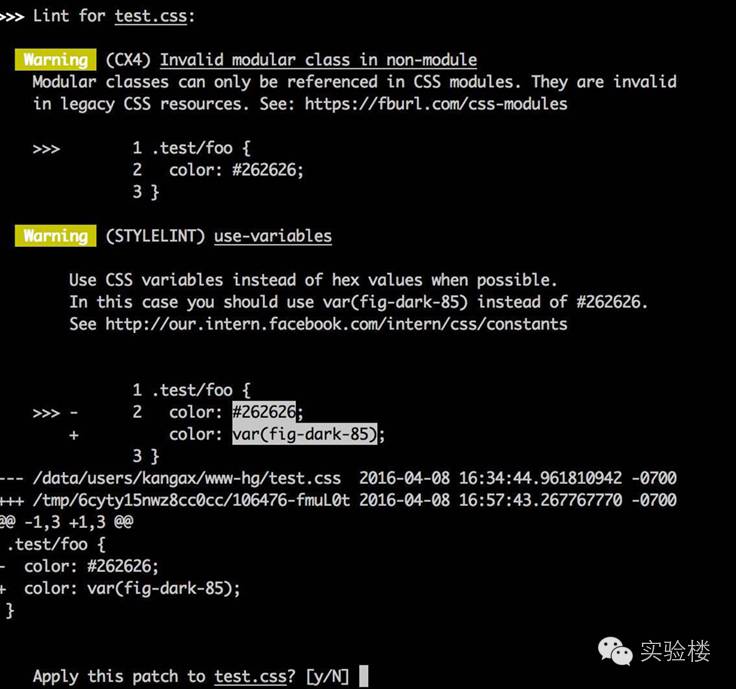 >>> Lint for test.css:
Warning (CX4) Invalid modular class in non-module
Modular classes can only be referenced in CSS modules. They are invalid
in legacy CSS resources. See: https://fburl.com/css-modules
>>> 1 .test/foo {
2 color: #262626;
3 }
Warning (STYLELINT) use-variables
Use CSS variables instead of hex values when possible.
In this case you should use var(fig-dark-85) instead of #262626.
See http://our.intern.facebook.com/intern/css/constants
1 .test/foo {
>>> - 2 color: #262626;
+ color: var(fig-dark-85);
3 }
--- /data/users/kangax/www-hg/test.css 2016-04-08 16:34:44.961810942 -0700
+++ /tmp/6cyty15nwz8cc0cc/106476-fmuL0t 2016-04-08 16:57:43.267767770 -0700
@@ -1,3 +1,3 @@
.test/foo {
- color: #262626;
+ color: var(fig-dark-85);
}
Apply this patch to test.css? [y/N]
实验楼